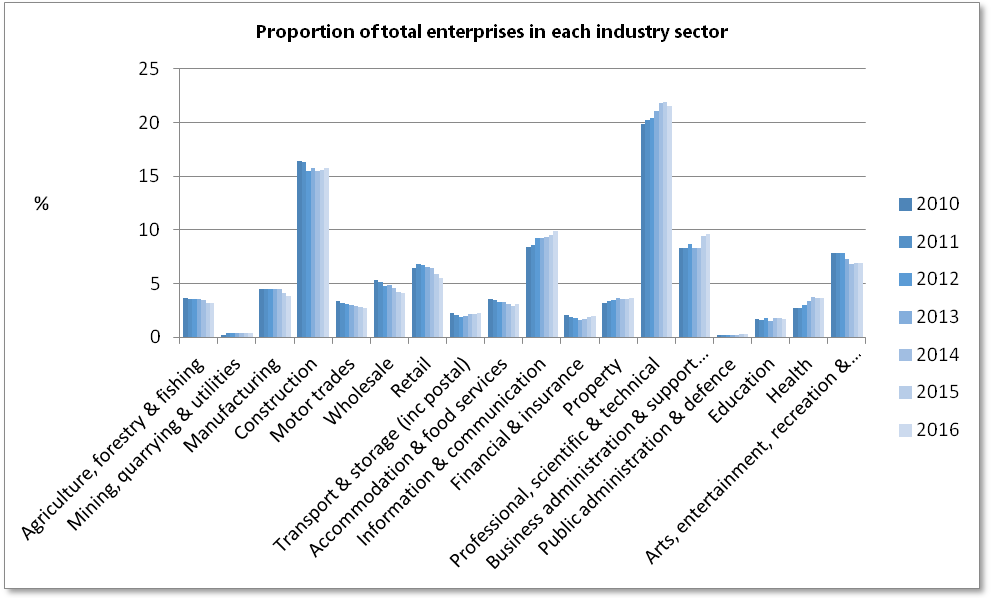 Proportion of total enterprises in each industry sector
25
20
15
10
5
0
%
Agriculture, forestry & fishing
Mining, quarrying & utilities
Manufacturing
Construction
Motor trades
Wholesale
Retail
Transport & storage (inc postal)
Accommodation & food services
Information & communication
Financial & insurance
Property
Professional, scientific & technical
Business administration & support...
Public administration & defence
Education
Health
Arts, entertainment, recreation &...
2010
2011
2012
2013
2014
2015
2016